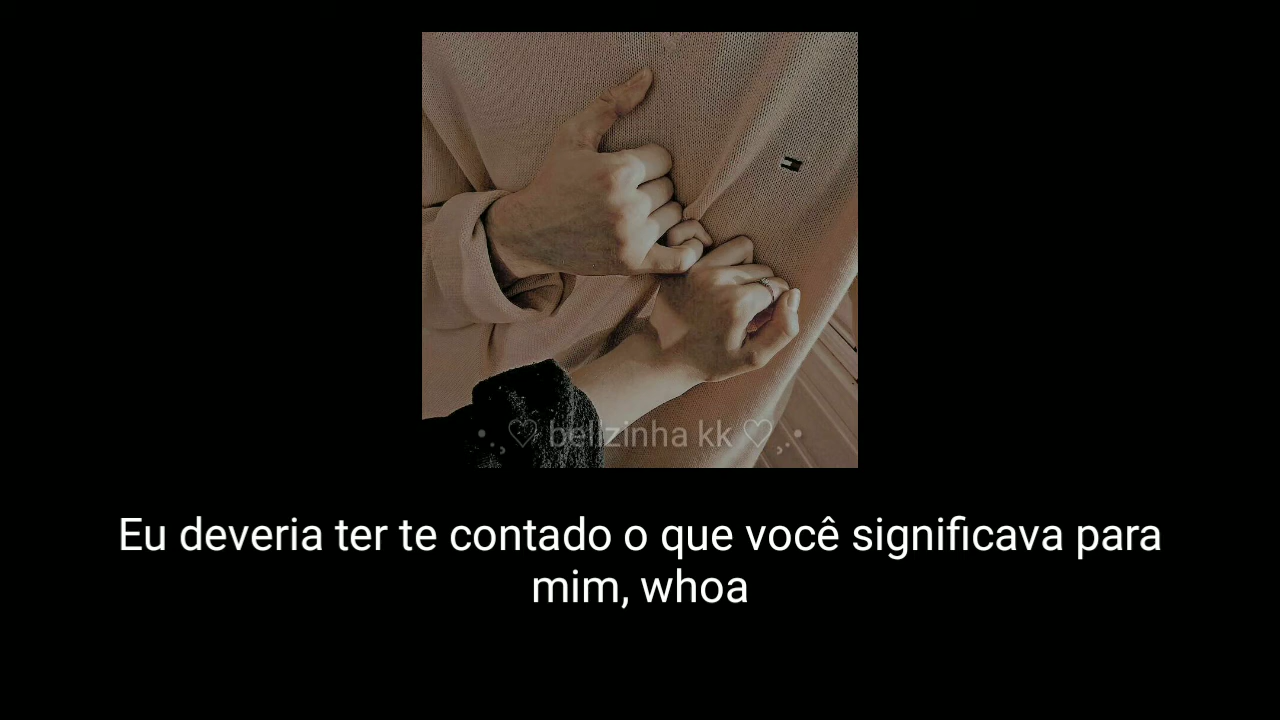 •.¸♡ belizinha kk ♡¸.•
Eu deveria ter te contado o que você significava para
mim, whoa